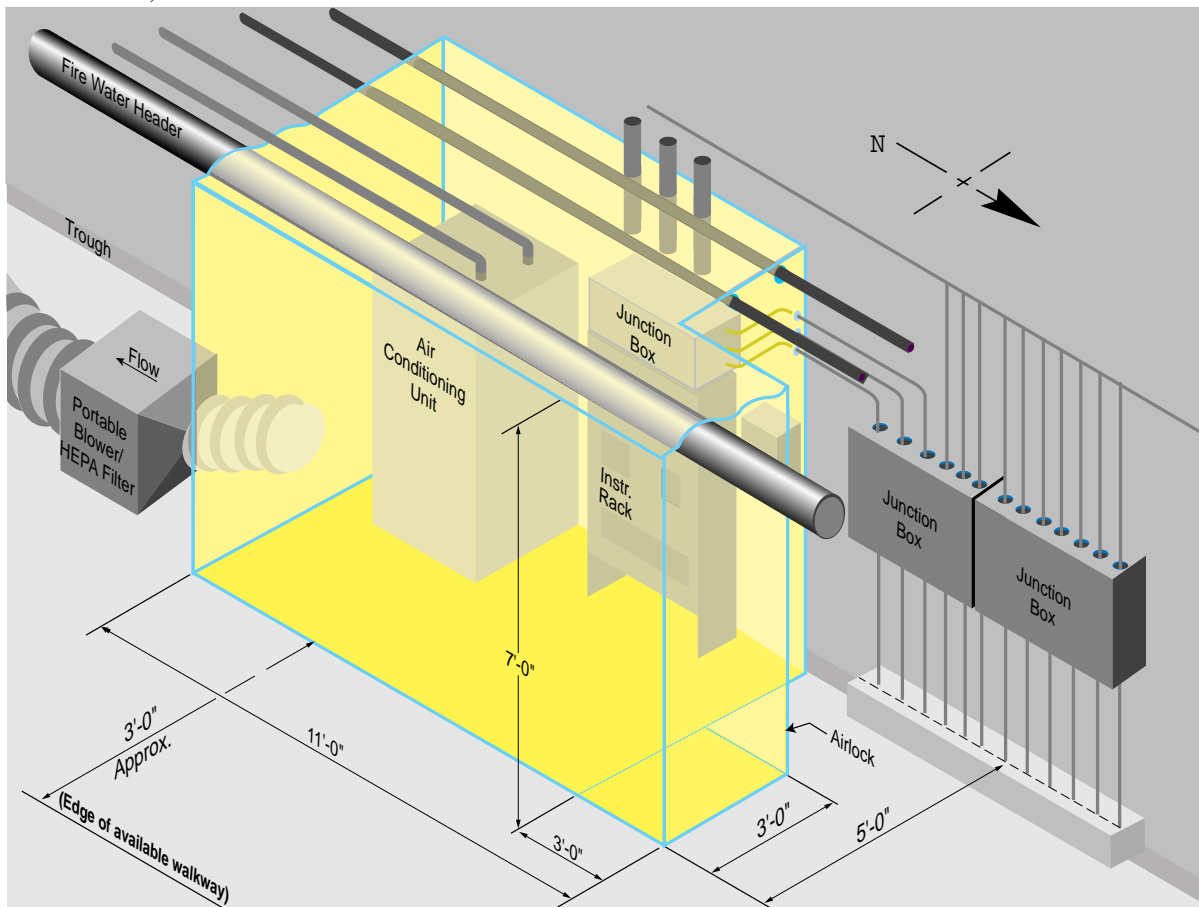 Fire Water Header
N
Trough
Flow
Portable
Blower/
HEPA Filter
Air
Conditioning
Unit
Junction
Box
Instr.
Rack
Junction
Box
Junction
Box
7'-0"
3'-0"
Approx.
11'-0"
Airlock
3'-0"
3'-0"
5'-0"
(Edge of available walkway)